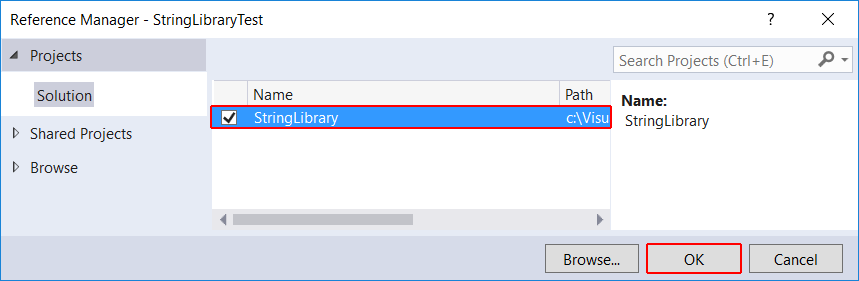 Reference Manager - StringLibraryTest
?
Projects
Solution
Shared Projects
Browse
Name Path
StringLibrary c:\Visu
Search Projects (Ctrl+E)
Name:
StringLibrary
Browse... OK Cancel